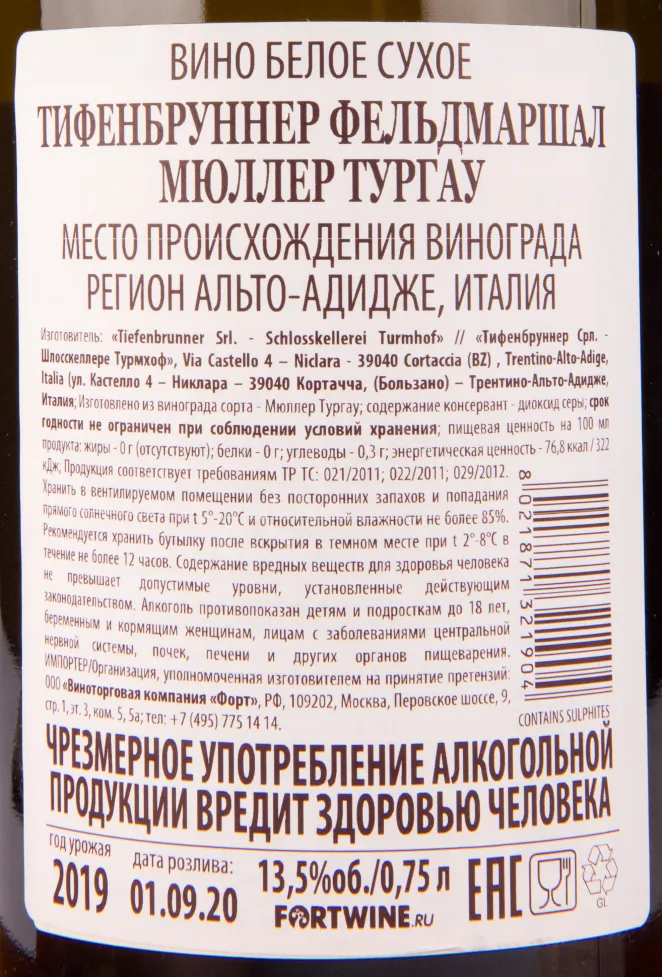 ВИНО БЕЛОЕ СУХОЕ
ТИФЕНБРУННЕР ФЕЛЬДМАРШАЛ
МЮЛЛЕР ТУРГАУ
МЕСТО ПРОИСХОЖДЕНИЯ ВИНОГРАДА
РЕГИОН АЛЬТО-АДИДЖЕ, ИТАЛИЯ
Изготовитель: «Tiefenbrunner Srl. - Schlosskellerei Turmhof» // «Тифенбруннер Срл. -
Шлосскеллере Турмхоф», Via Castello 4 – Niclara - 39040 Cortaccia (BZ) , Trentino-Alto-Adige,
Italia (ул. Кастелло 4 – Никлара – 39040 Кортачча, (Бользано) – Трентино-Альто-Адидже,
Италия; Изготовлено из винограда сорта - Мюллер Тургау; содержание консервант - диоксид серы; срок
годности не ограничен при соблюдении условий хранения; пищевая ценность на 100 мл
продукта: жиры - 0 г (отсутствуют); белки - 0 г; углеводы - 0,3 г; энергетическая ценность - 76,8 ккал / 322
кДж; Продукция соответствует требованиям ТР ТС: 021/2011; 022/2011; 029/2012.
Хранить в вентилируемом помещении без посторонних запахов и попадания
прямого солнечного света при t 5°-20°С и относительной влажности не более 85%.
Рекомендуется хранить бутылку после вскрытия в темном месте при t 2°-8°С в
течение не более 12 часов. Содержание вредных веществ для здоровья человека
не превышает допустимые уровни, установленные действующим
законодательством. Алкоголь противопоказан детям и подросткам до 18 лет,
беременным и кормящим женщинам, лицам с заболеваниями центральной
нервной системы, почек, печени и других органов пищеварения.
ИМПОРТЕР/Организация, уполномоченная изготовителем на принятие претензий:
ООО «Виноторговая компания «Форт», РФ, 109202, Москва, Перовское шоссе, 9,
стр. 1, эт. 3, ком. 5, 5а; тел: +7 (495) 775 14 14.
8 021871 321904
CONTAINS SULPHITES
ЧРЕЗМЕРНОЕ УПОТРЕБЛЕНИЕ АЛКОГОЛЬНОЙ
ПРОДУКЦИИ ВРЕДИТ ЗДОРОВЬЮ ЧЕЛОВЕКА
год урожая
2019
дата розлива:
01.09.20
13,5%об./0,75 л
FORTWINE.RU
EAC
GL